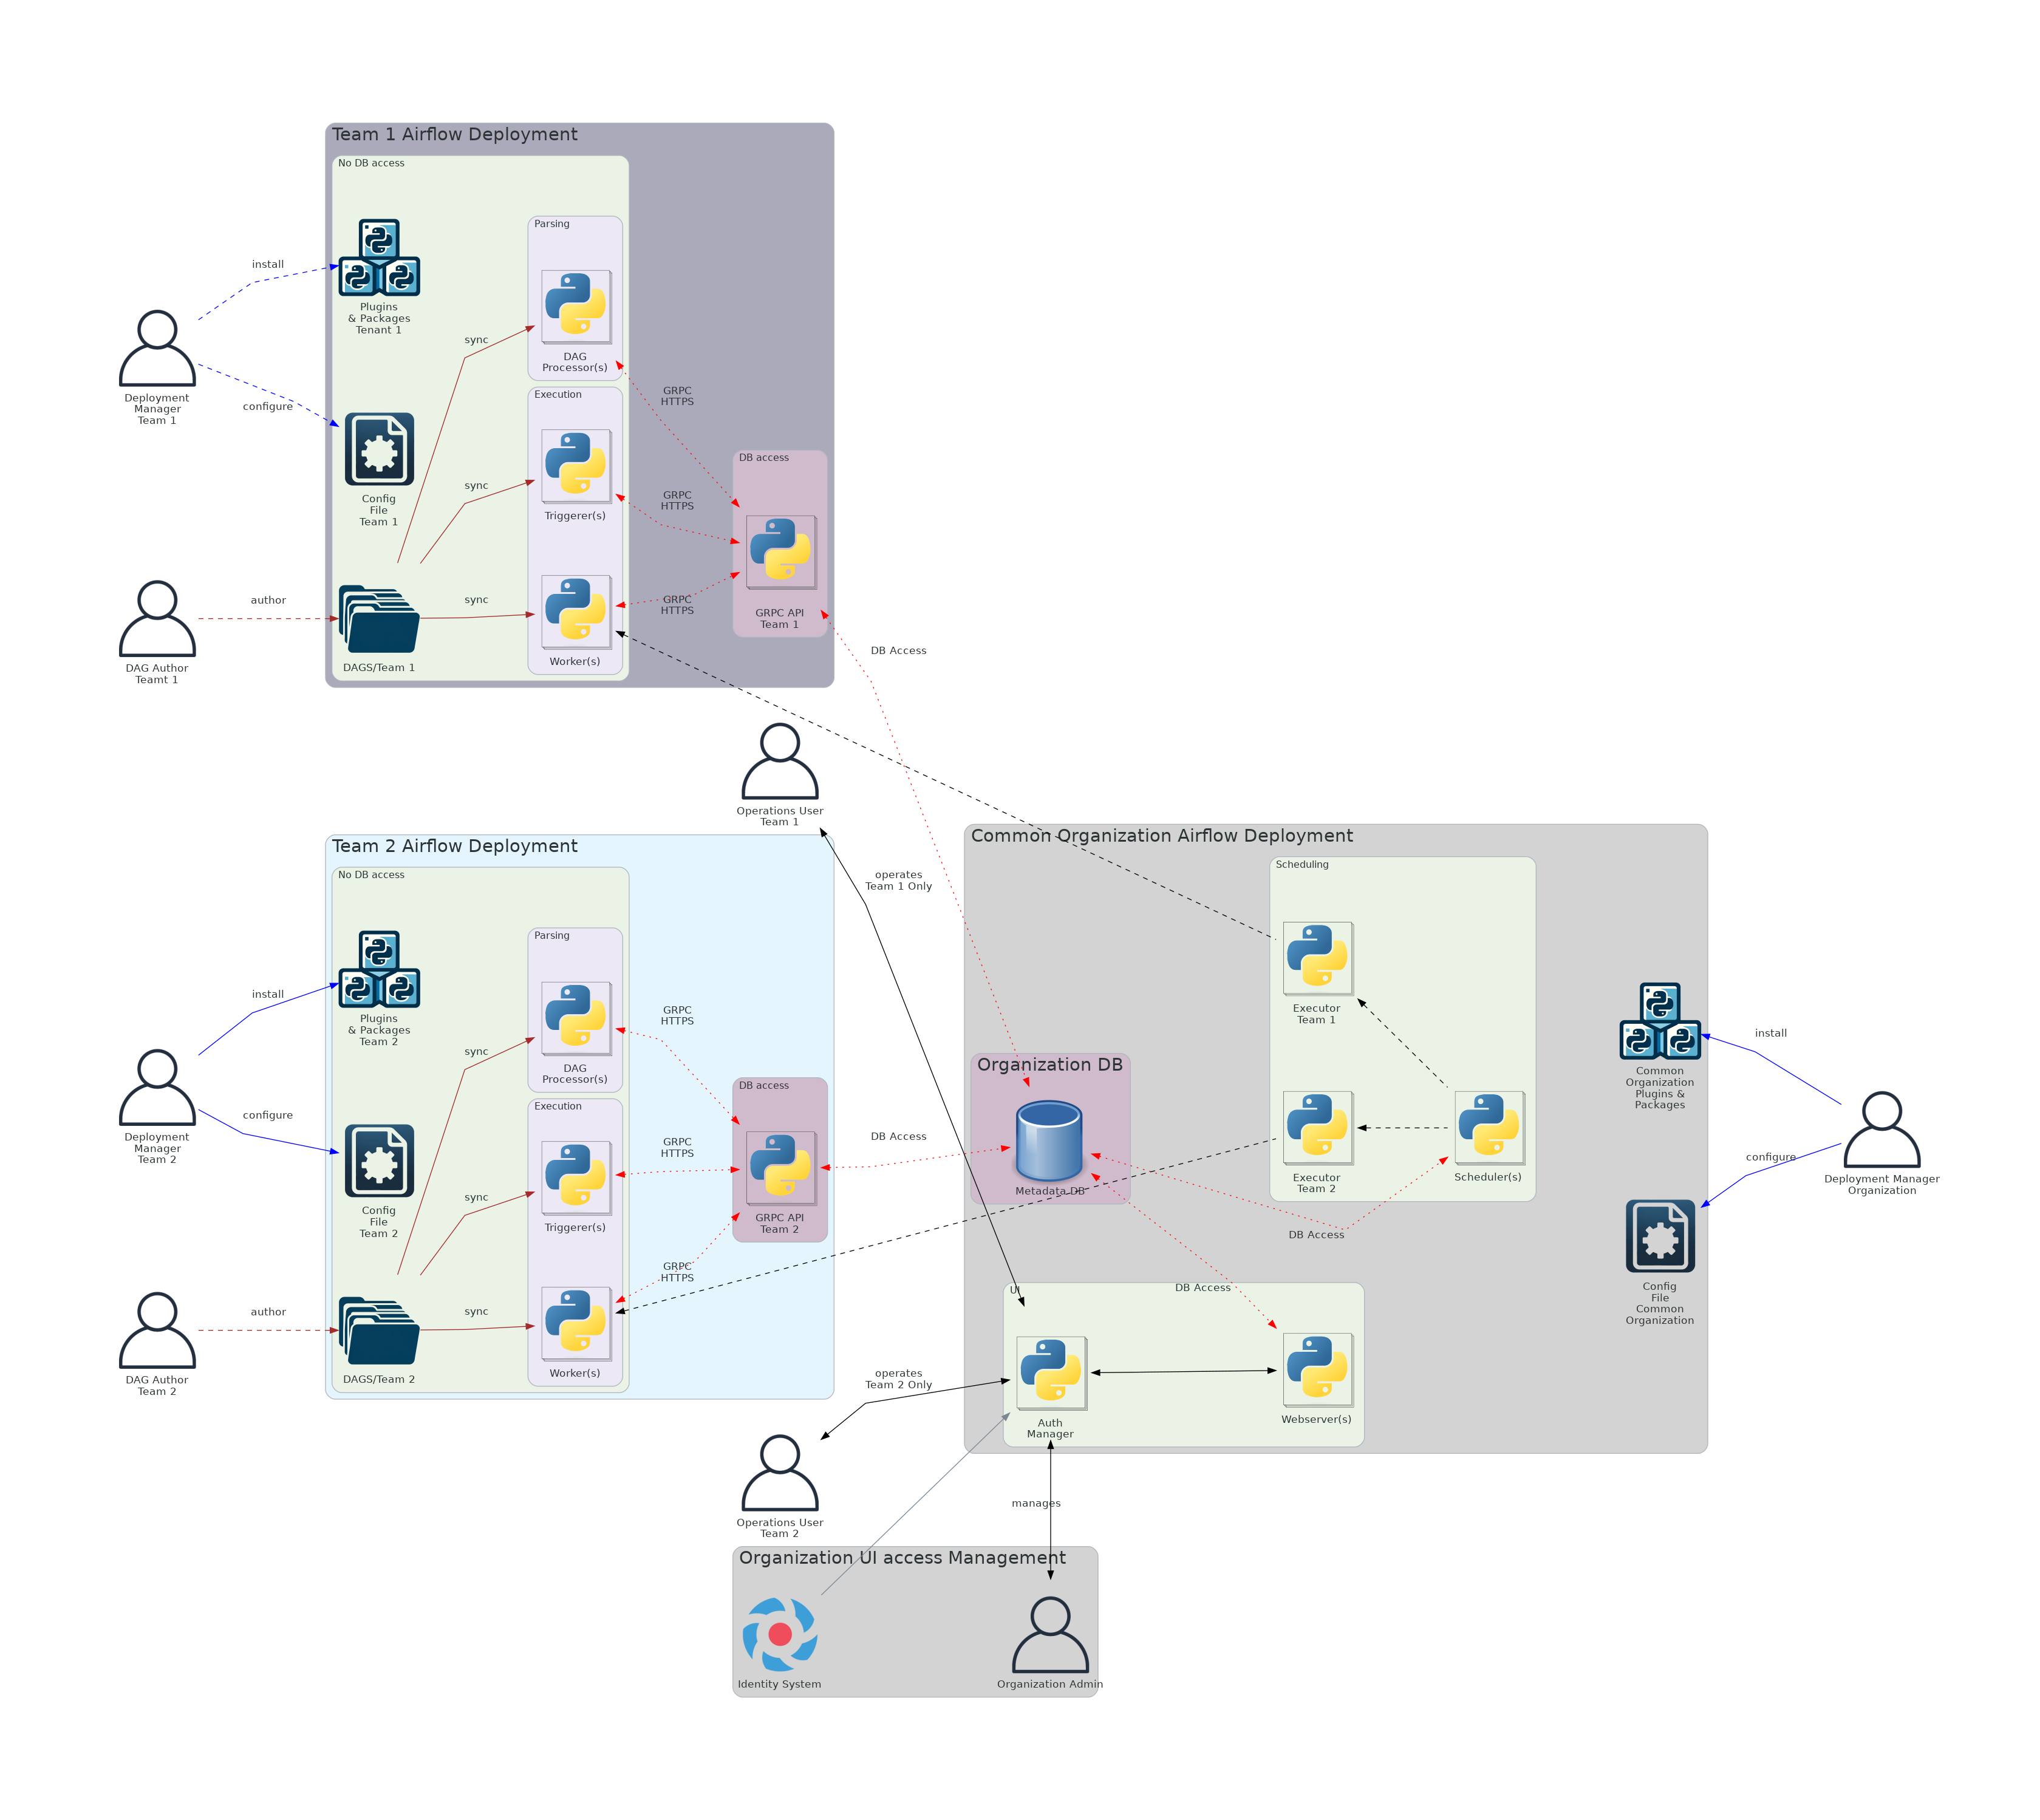 Team 1 Airflow Deployment
No DB access
Parsing
install
Plugins
& Packages
Tenant 1
sync
DAG
Processor(s)
Deployment
Manager
Team 1
configure
GRPC
HTTPS
Execution
DB access
Config
File
Team 1
sync
GRPC
HTTPS
Triggerer(s)
author
sync
GRPC
HTTPS
GRPC API
Team 1
DAG Author
Teamt 1
DAGS/Team 1
Worker(s)
DB Access
Operations User
Team 1
Team 2 Airflow Deployment
No DB access
Parsing
install
Plugins
& Packages
Team 2
sync
DAG
Processor(s)
GRPC
HTTPS
Deployment
Manager
Team 2
configure
Execution
DB access
Config
File
Team 2
sync
GRPC
HTTPS
Triggerer(s)
GRPC API
Team 2
GRPC
HTTPS
author
sync
DAG Author
Team 2
DAGS/Team 2
Worker(s)
operates
Team 1 Only
DB Access
Common Organization Airflow Deployment
Scheduling
Executor
Team 1
Organization DB
Metadata DB
Executor
Team 2
Scheduler(s)
DB Access
DB Access
Common
Organization
Plugins &
Packages
install
configure
Deployment Manager
Organization
Config
File
Common
Organization
UI
Auth
Manager
Webserver(s)
operates
Team 2 Only
Operations User
Team 2
manages
Organization UI access Management
Identity System
Organization Admin